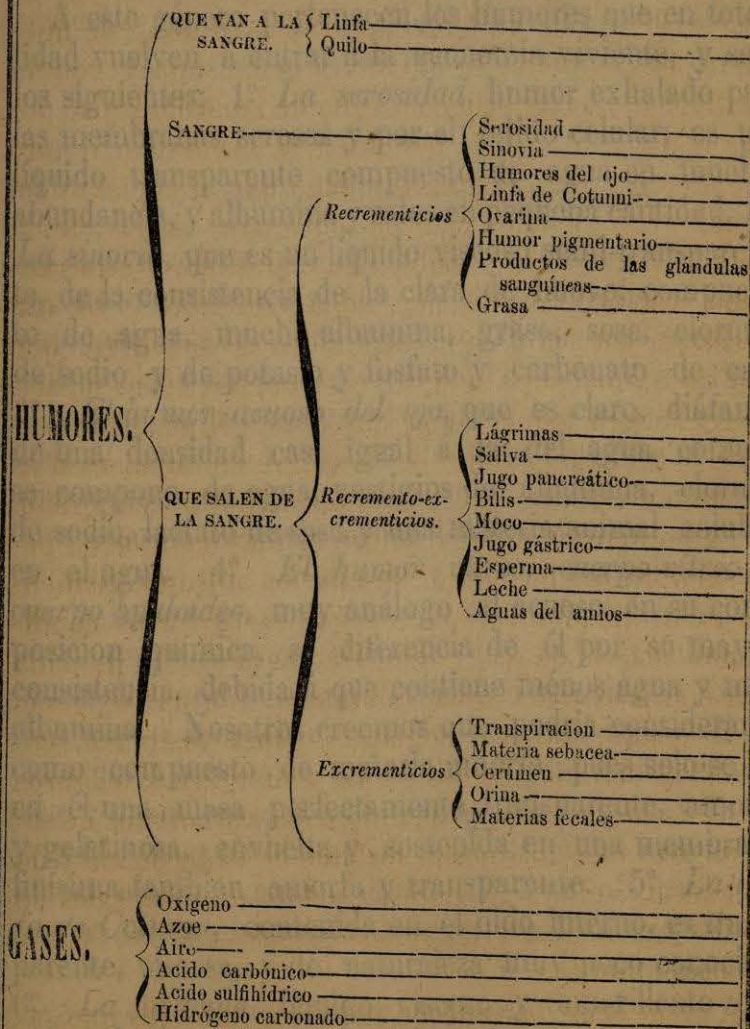 QUE VAN A LA
SANGRE.
Linfa
Quilo
SANGRE
HUMORES.
QUE SALEN DE
LA SANGRE.
Recrementicios
Serosidad
Sinovia
Humores del ojo
Linfa de Cotunni
Ovarina
Humor pigmentario
Productos de las glándulas
sanguíneas
Grasa
Recremento-ex-
crementicios.
Lágrimas
Saliva
Jugo pancreático
Bilis
Moco
Jugo gástrico
Esperma
Leche
Aguas del amios
Excrementicios
Transpiracion
Materia sebacea
Cerúmen
Orina
Materias fecales
GASES.
Oxígeno
Azoe
Aire
Acido carbónico
Acido sulfihídrico
Hidrógeno carbonado